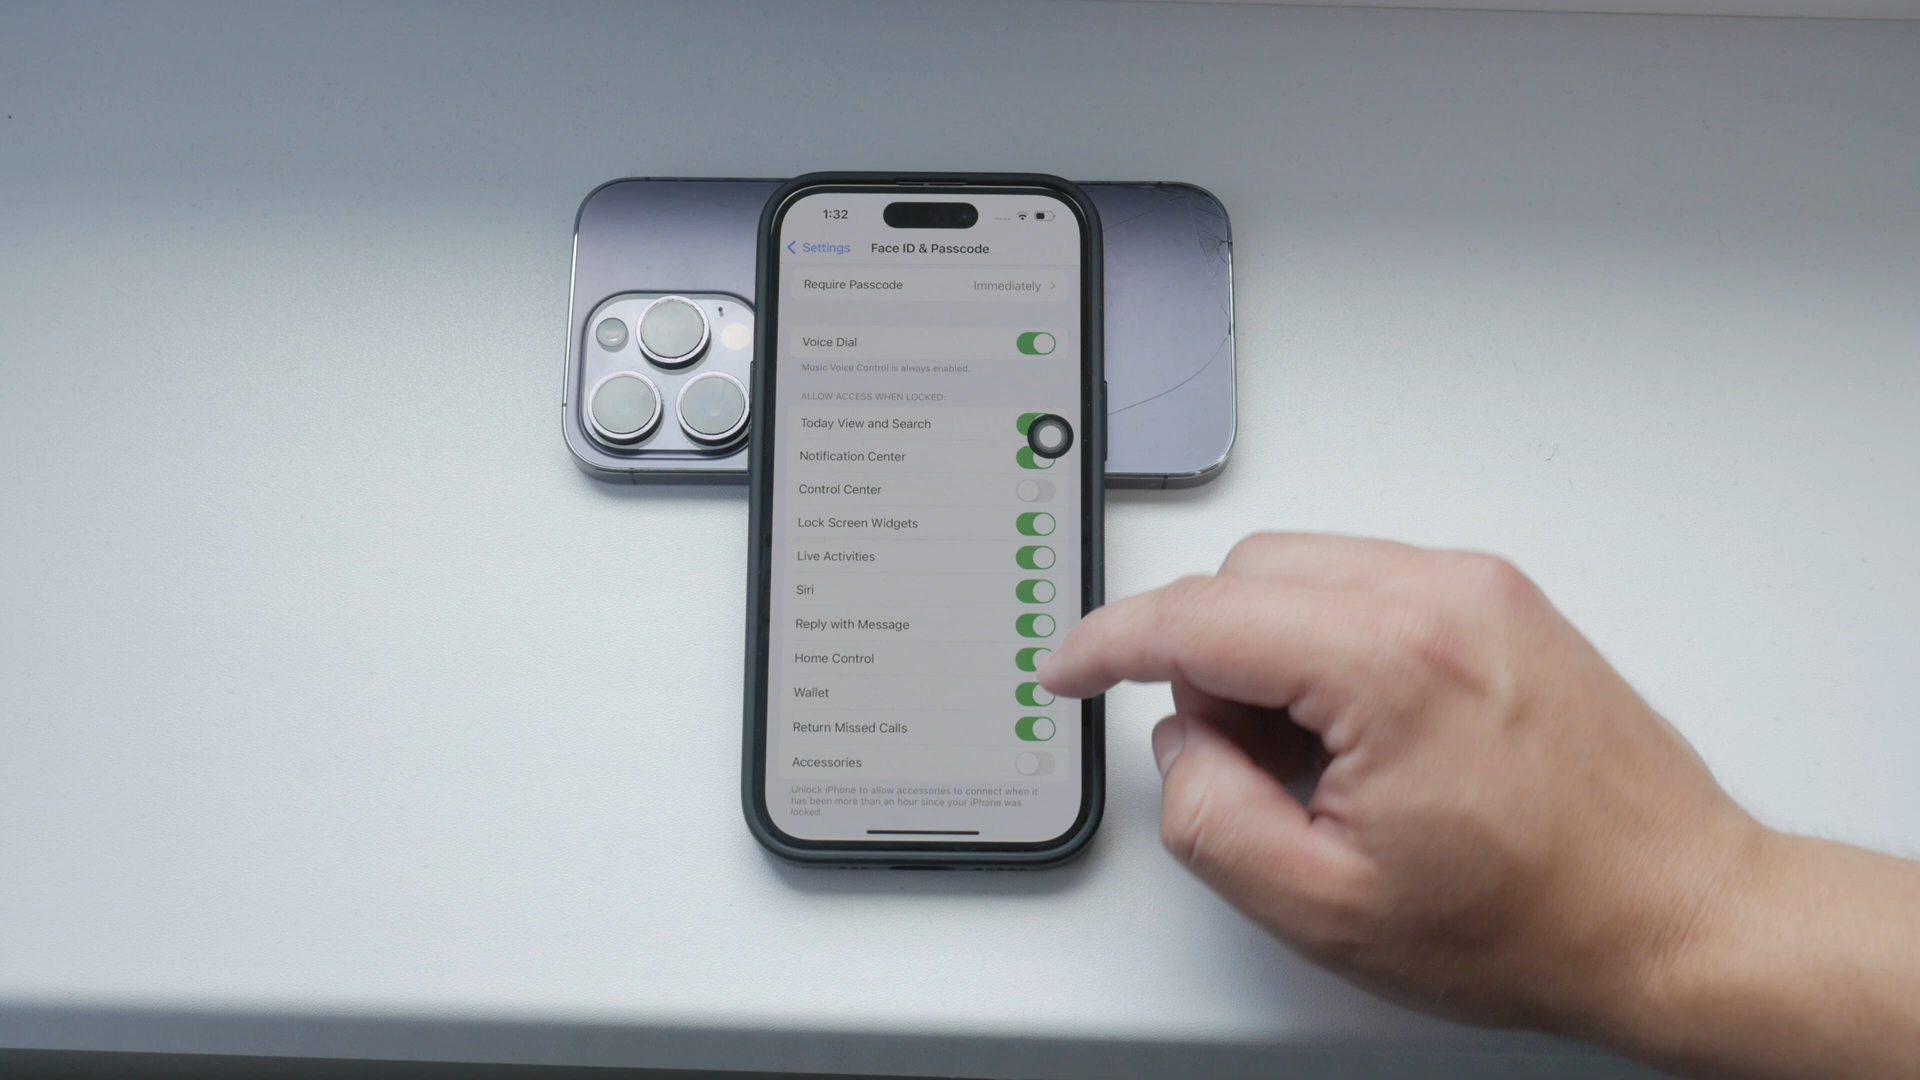 1:32
Settings
Face ID & Passcode
Require Passcode Immediately
Voice Dial
Music Voice Control is always enabled.
ALLOW ACCESS WHEN LOCKED:
Today View and Search
Notification Center
Control Center
Lock Screen Widgets
Live Activities
Siri
Reply with Message
Home Control
Wallet
Return Missed Calls
Accessories
Unlock iPhone to allow accessories to connect when it
has been more than an hour since your iPhone was
locked.